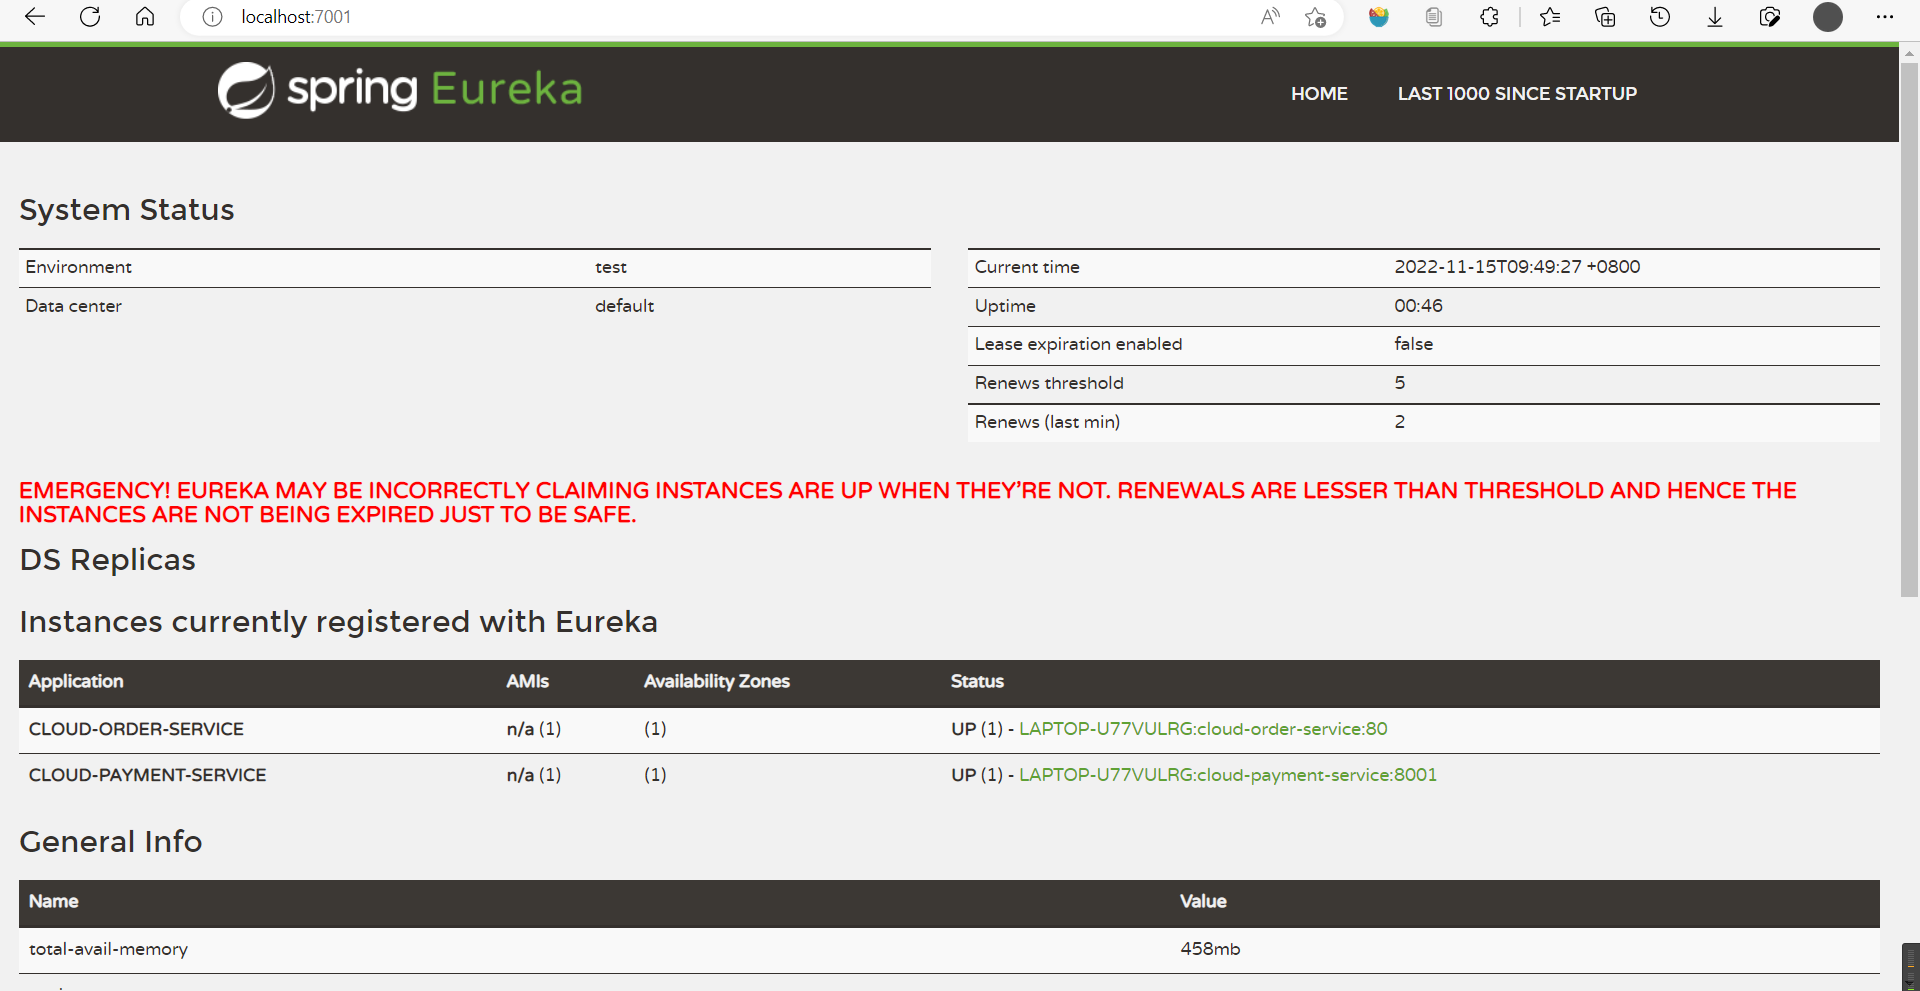 localhost:7001
spring Eureka
HOME LAST 1000 SINCE STARTUP
System Status
Environment test
Data center default
Current time 2022-11-15T09:49:27 +0800
Uptime 00:46
Lease expiration enabled false
Renews threshold 5
Renews (last min) 2
EMERGENCY! EUREKA MAY BE INCORRECTLY CLAIMING INSTANCES ARE UP WHEN THEY'RE NOT. RENEWALS ARE LESSER THAN THRESHOLD AND HENCE THE
INSTANCES ARE NOT BEING EXPIRED JUST TO BE SAFE.
DS Replicas
Instances currently registered with Eureka
Application AMIs Availability Zones Status
CLOUD-ORDER-SERVICE n/a (1) (1) UP (1) - LAPTOP-U77VULRG:cloud-order-service:80
CLOUD-PAYMENT-SERVICE n/a (1) (1) UP (1) - LAPTOP-U77VULRG:cloud-payment-service:8001
General Info
Name Value
total-avail-memory 458mb